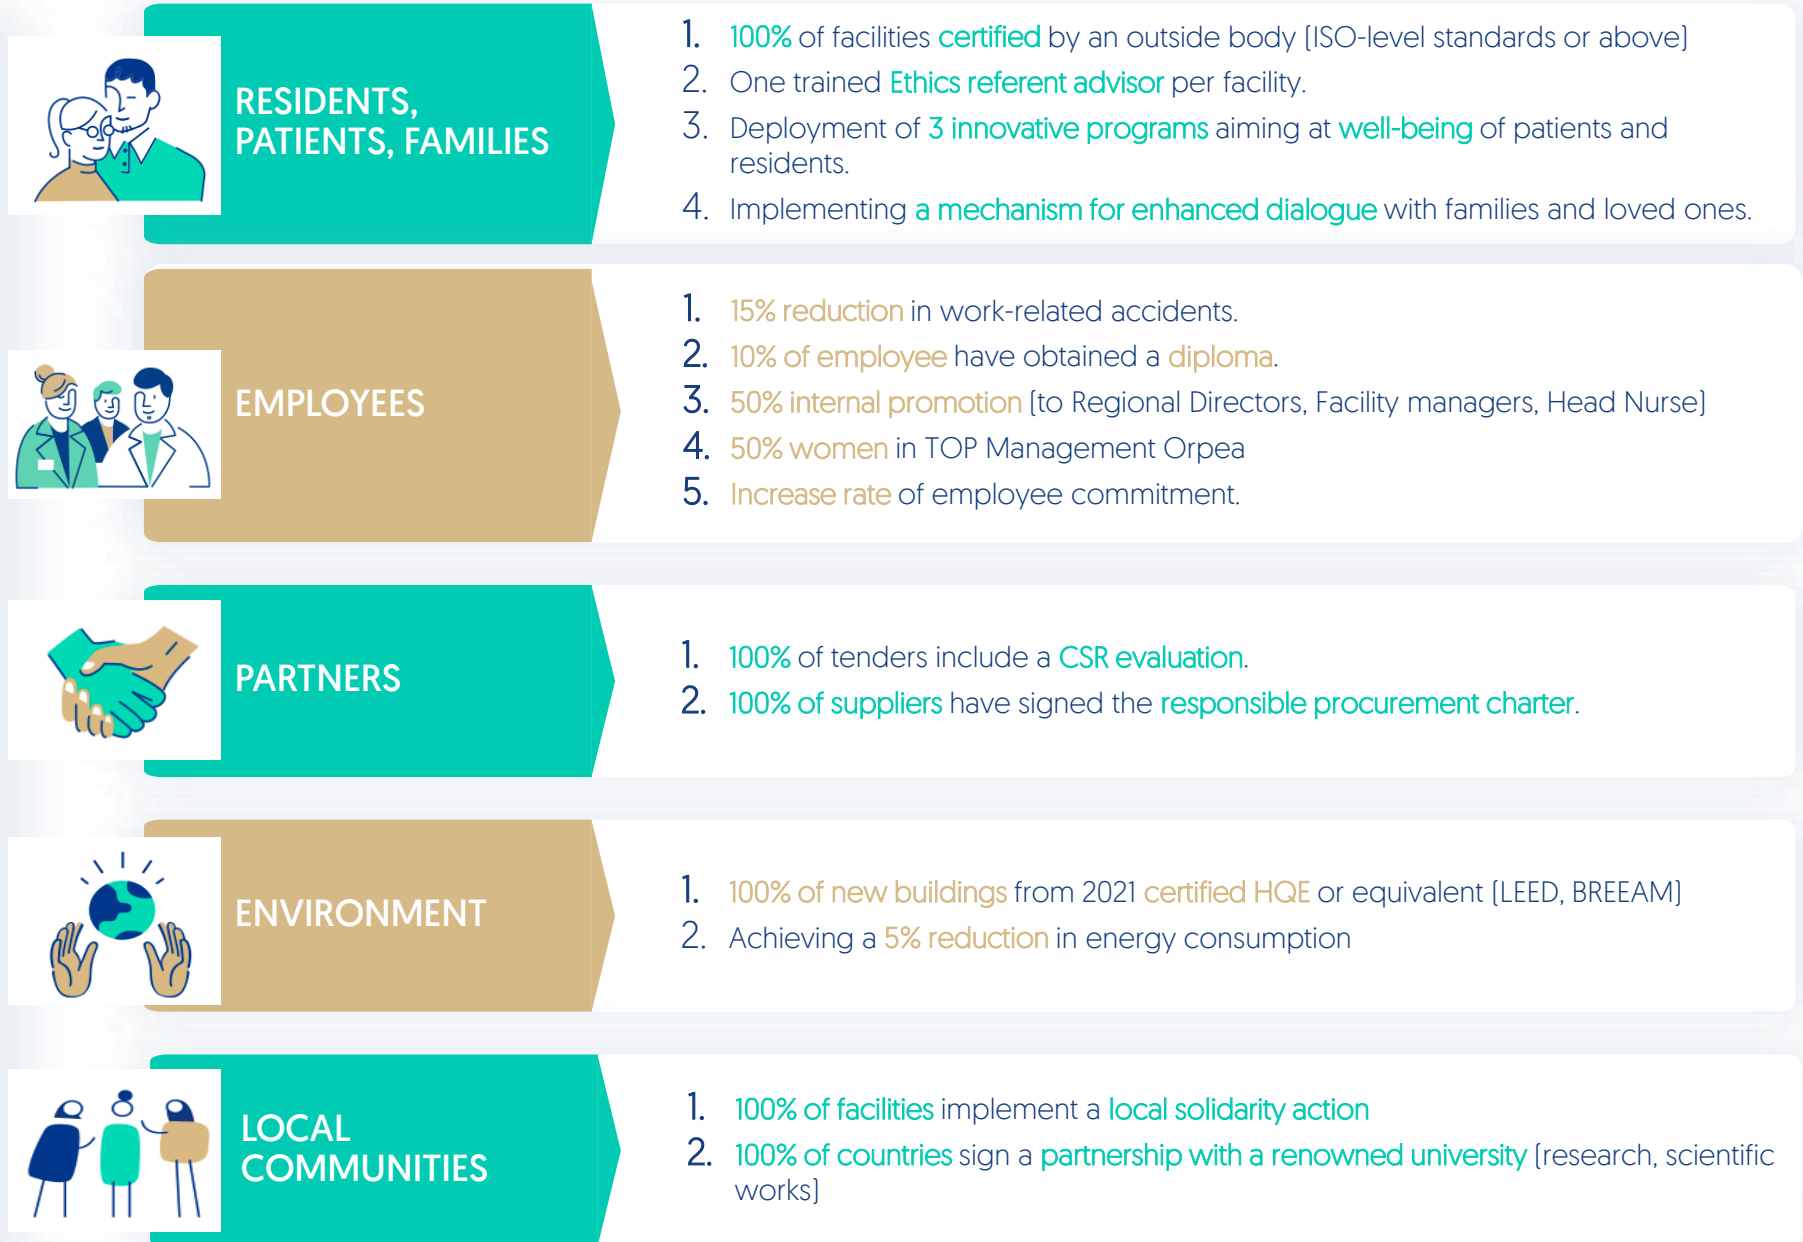 RESIDENTS,
PATIENTS, FAMILIES
1. 100% of facilities certified by an outside body (ISO-level standards or above)
2. One trained Ethics referent advisor per facility.
3. Deployment of 3 innovative programs aiming at well-being of patients and
residents.
4. Implementing a mechanism for enhanced dialogue with families and loved ones.
EMPLOYEES
1. 15% reduction in work-related accidents.
2. 10% of employee have obtained a diploma.
3. 50% internal promotion (to Regional Directors, Facility managers, Head Nurse)
4. 50% women in TOP Management Orpea
5. Increase rate of employee commitment.
PARTNERS
1. 100% of tenders include a CSR evaluation.
2. 100% of suppliers have signed the responsible procurement charter.
ENVIRONMENT
1. 100% of new buildings from 2021 certified HQE or equivalent (LEED, BREEAM)
2. Achieving a 5% reduction in energy consumption
LOCAL
COMMUNITIES
1. 100% of facilities implement a local solidarity action
2. 100% of countries sign a partnership with a renowned university (research, scientific
works)